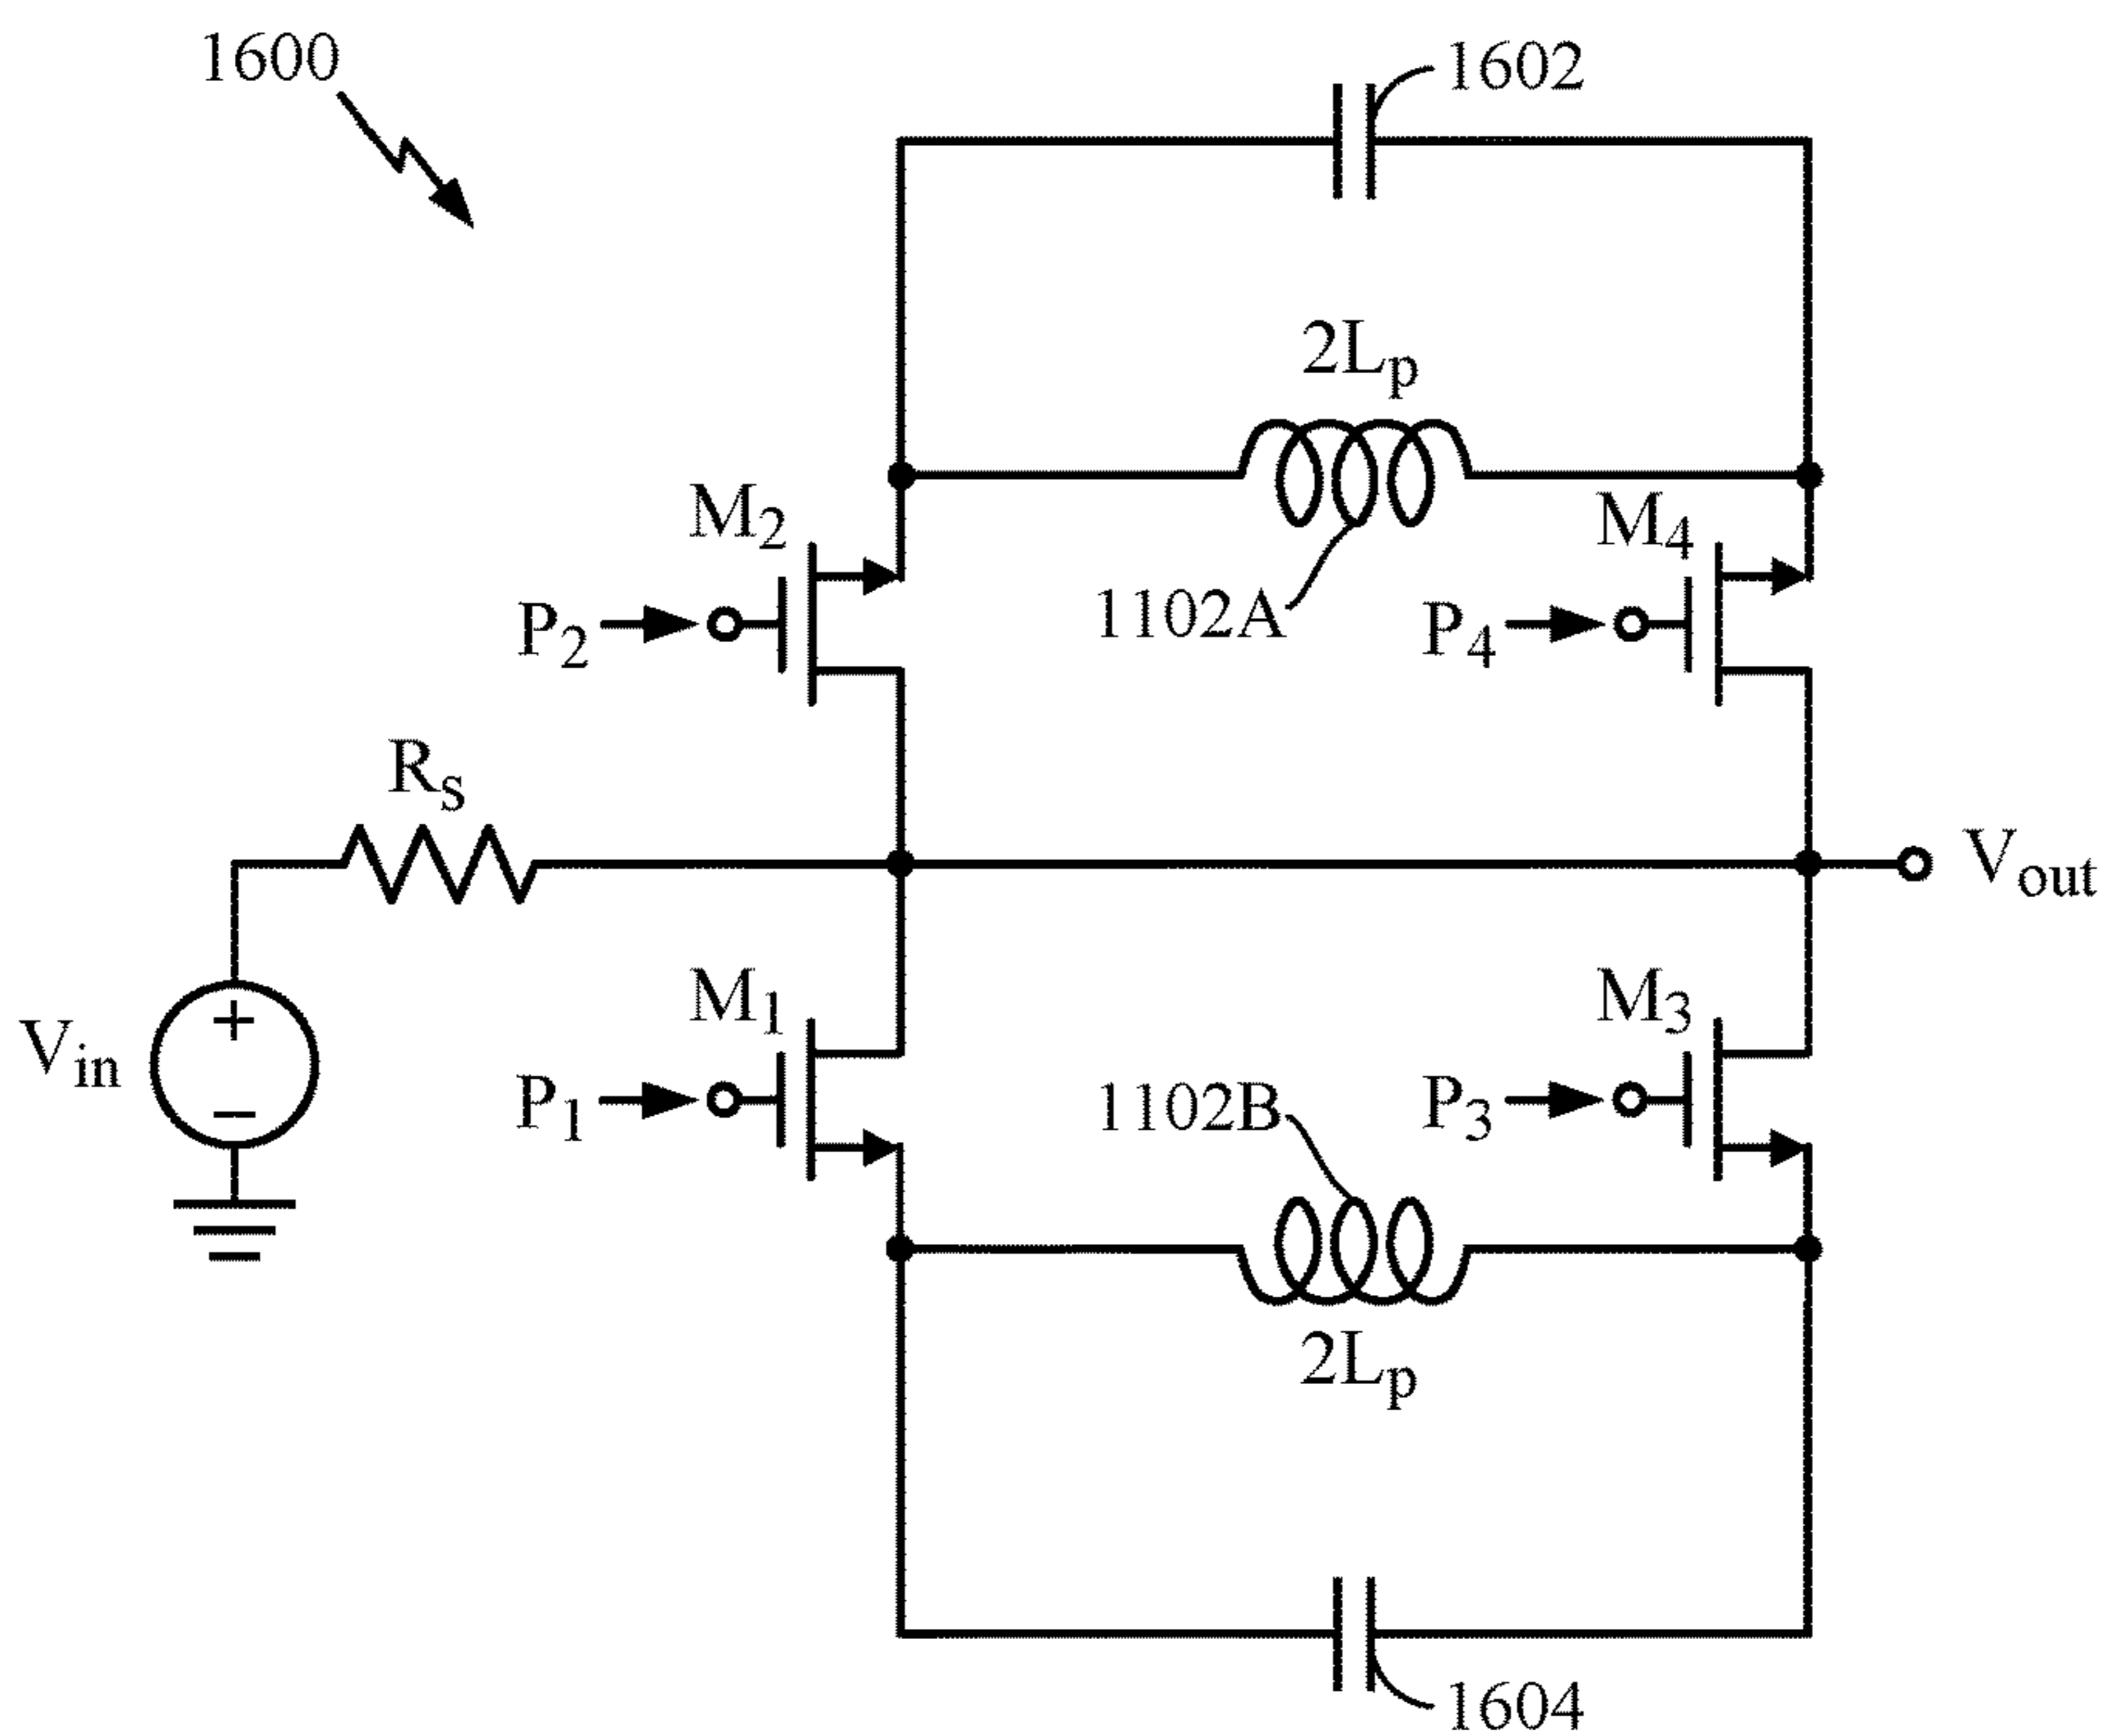 1600
1602
2Lp
M2
M4
1102A
P2
P4
Rs
Vout
M1
M3
Vin
+
−
1102B
P1
P3
2Lp
1604